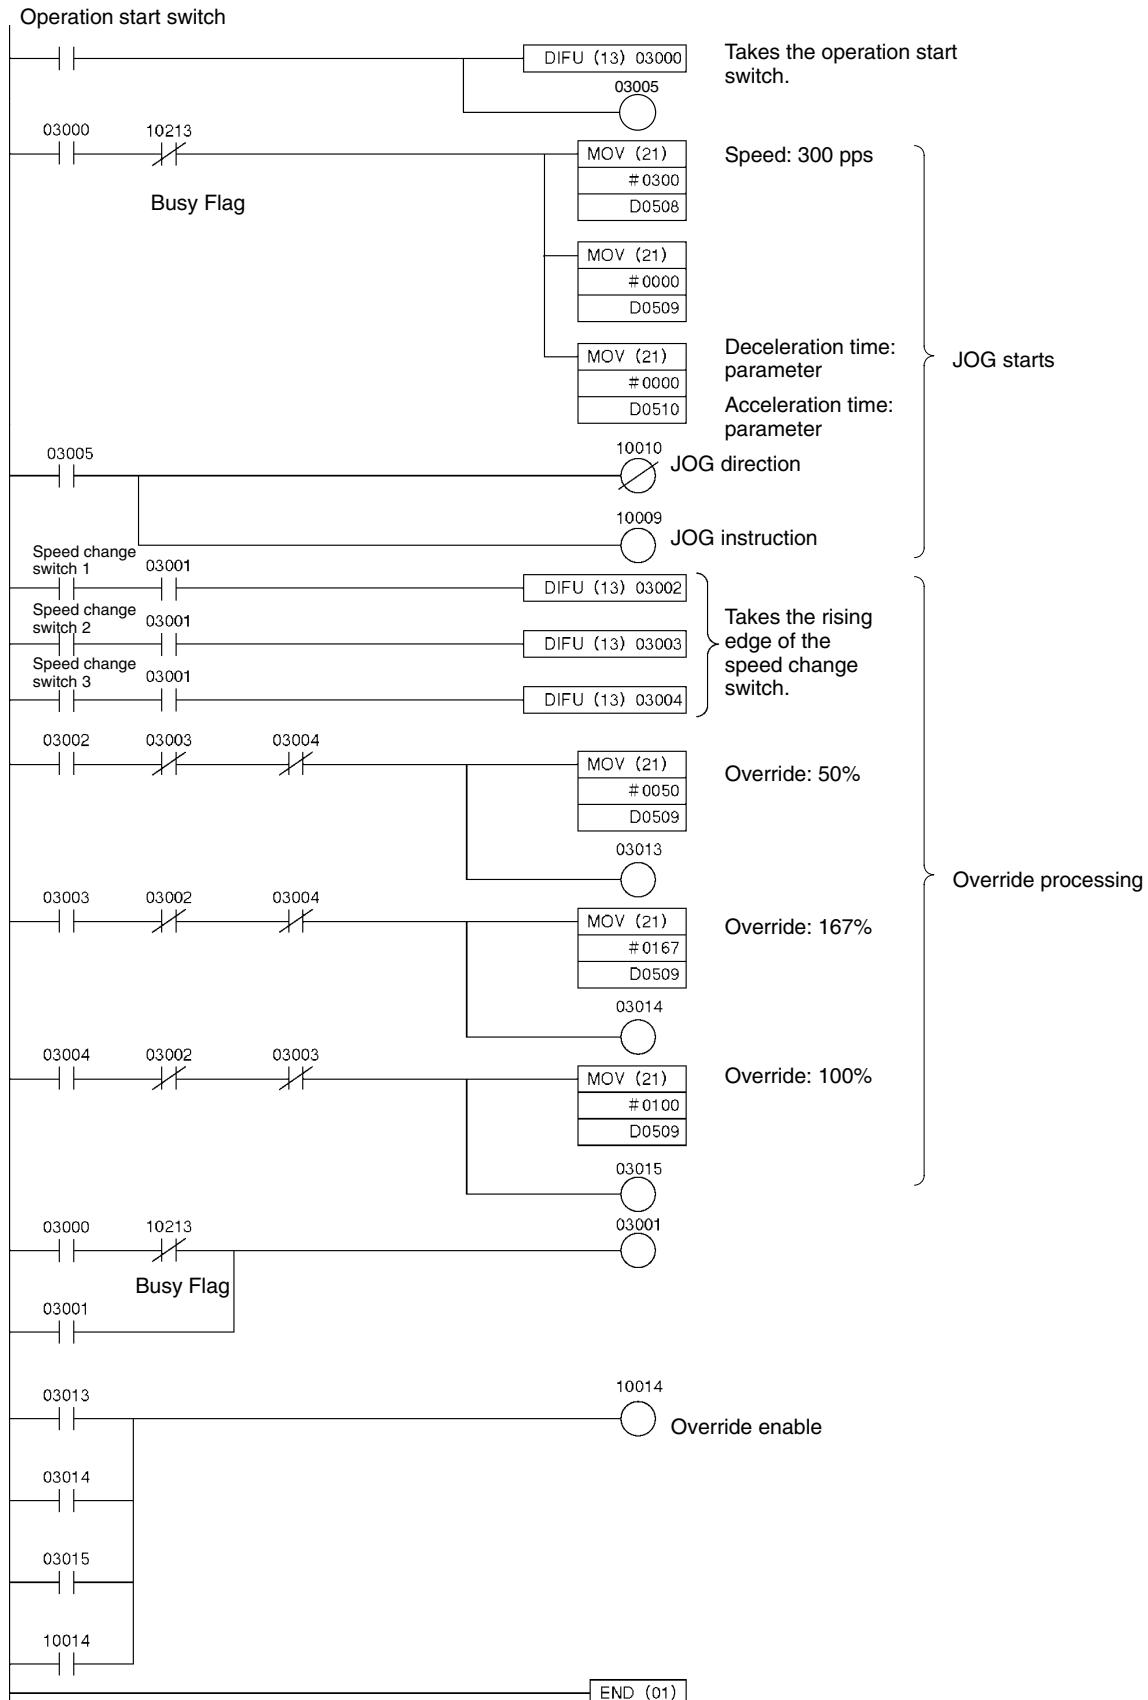 Operation start switch
DIFU (13) 03000
Takes the operation start
switch.
03005
03000
10213
Busy Flag
MOV (21)
#0300
D0508
Speed: 300 pps
MOV (21)
#0000
D0509
MOV (21)
#0000
D0510
Deceleration time:
parameter
Acceleration time:
parameter
JOG starts
03005
10010
JOG direction
10009
JOG instruction
Speed change
switch 1
03001
DIFU (13) 03002
Speed change
switch 2
03001
DIFU (13) 03003
Speed change
switch 3
03001
DIFU (13) 03004
Takes the rising
edge of the
speed change
switch.
03002
03003
03004
MOV (21)
#0050
D0509
Override: 50%
03013
Override processing
03003
03002
03004
MOV (21)
#0167
D0509
Override: 167%
03014
03004
03002
03003
MOV (21)
#0100
D0509
Override: 100%
03015
03000
10213
Busy Flag
03001
03001
03013
10014
Override enable
03014
03015
10014
END (01)